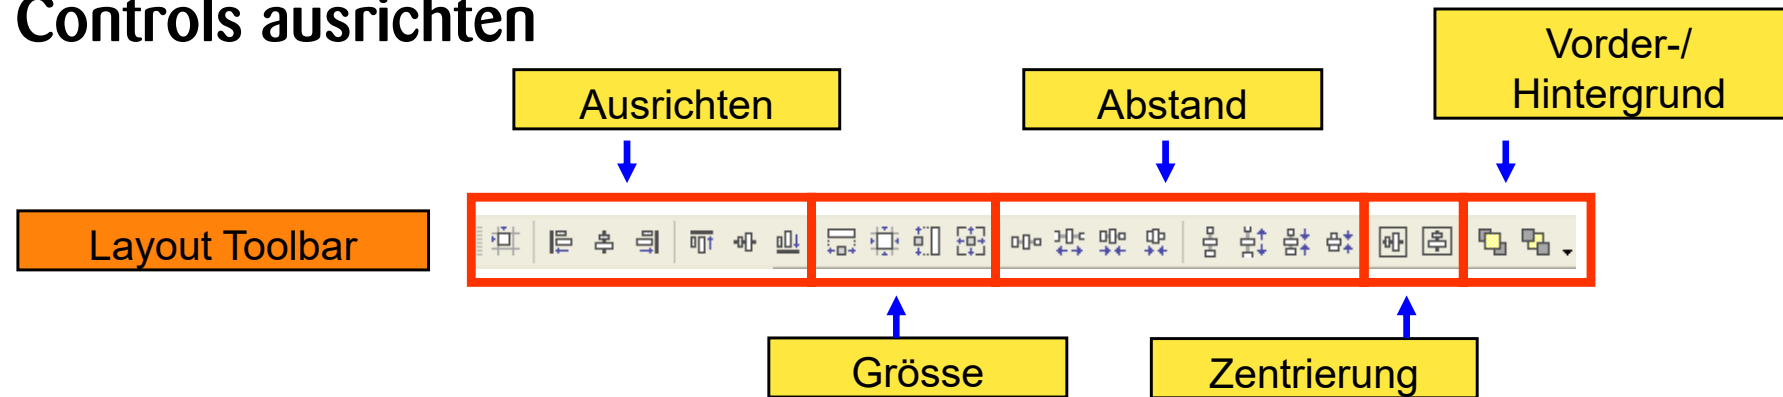 Controls ausrichten
Vorder-/
Hintergrund
Ausrichten
Abstand
Layout Toolbar
Grösse
Zentrierung